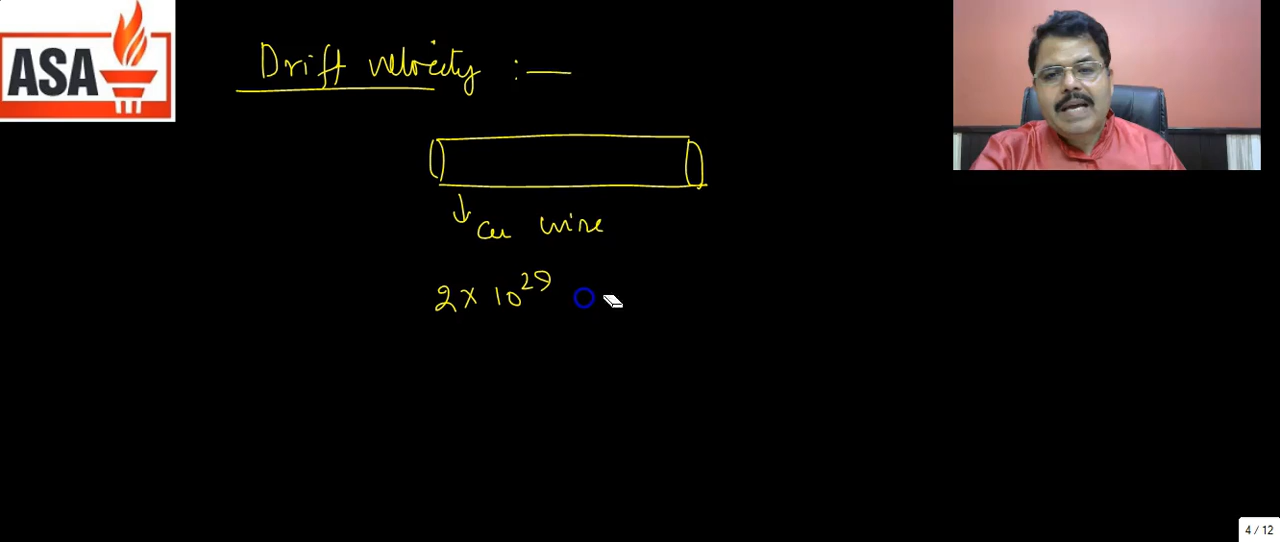 ASA
Drift velocity :—
Cu wire
2 × 10²⁹
4 / 12